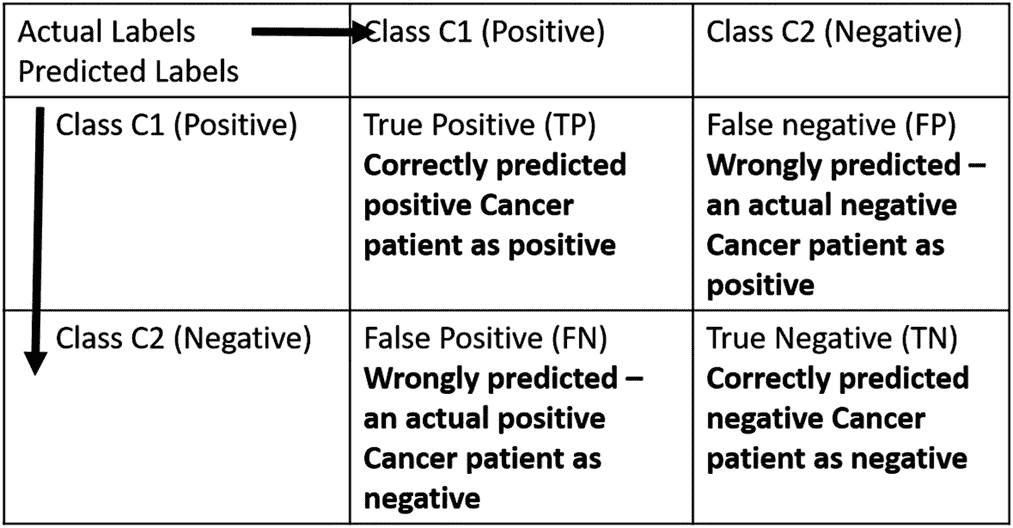 Actual Labels
Predicted Labels
Class C1 (Positive)
Class C2 (Negative)
Class C1 (Positive)
True Positive (TP)
Correctly predicted
positive Cancer
patient as positive
False negative (FP)
Wrongly predicted –
an actual negative
Cancer patient as
positive
Class C2 (Negative)
False Positive (FN)
Wrongly predicted –
an actual positive
Cancer patient as
negative
True Negative (TN)
Correctly predicted
negative Cancer
patient as negative